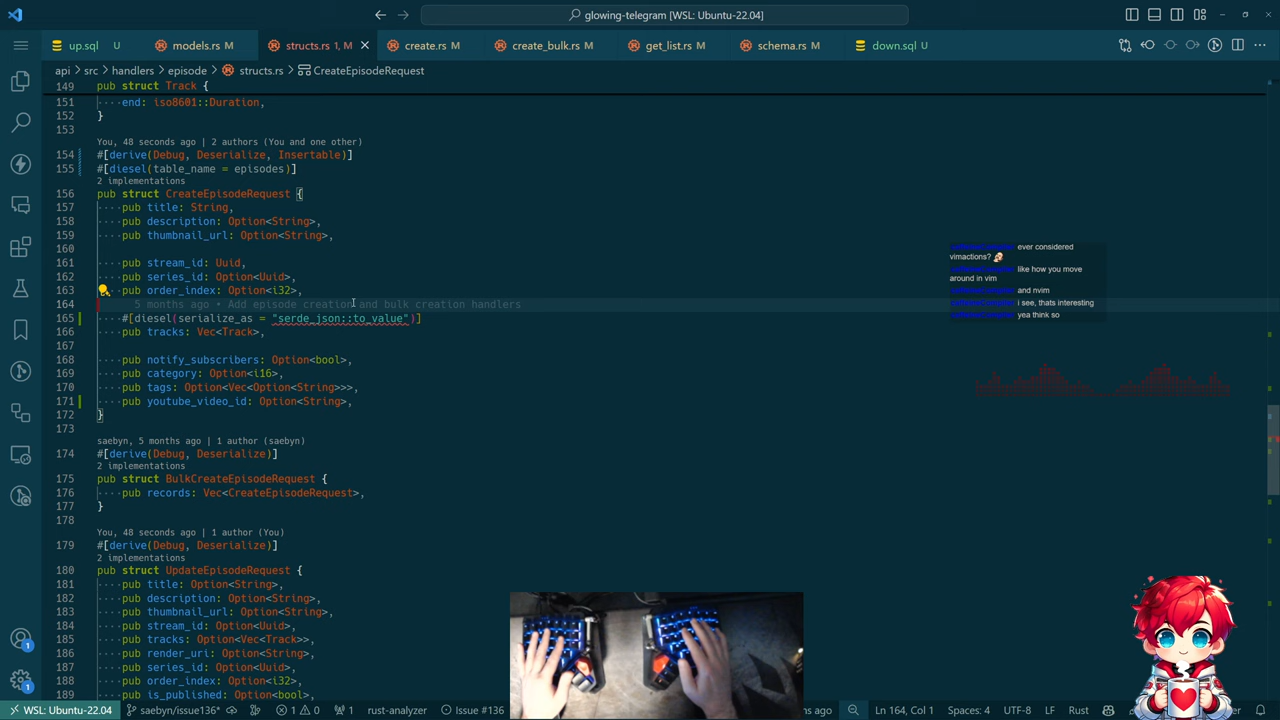 glowing-telegram [WSL: Ubuntu-22.04]
up.sql U
models.rs M
structs.rs 1, M
create.rs M
create_bulk.rs M
get_list.rs M
schema.rs M
down.sql U
api > src > handlers > episode > structs.rs > CreateEpisodeRequest
149 pub struct Track {
151 ····end: iso8601::Duration,
152 }
153
You, 48 seconds ago | 2 authors (You and one other)
154 #[derive(Debug, Deserialize, Insertable)]
155 #[diesel(table_name = episodes)]
2 implementations
156 pub struct CreateEpisodeRequest {
157 ····pub title: String,
158 ····pub description: Option<String>,
159 ····pub thumbnail_url: Option<String>,
160
161 ····pub stream_id: Uuid,
162 ····pub series_id: Option<Uuid>,
163 ····pub order_index: Option<i32>,
164 5 months ago • Add episode creation and bulk creation handlers
165 ····#[diesel(serialize_as = "serde_json::to_value")]
166 ····pub tracks: Vec<Track>,
167
168 ····pub notify_subscribers: Option<bool>,
169 ····pub category: Option<i16>,
170 ····pub tags: Option<Vec<Option<String>>>,
171 ····pub youtube_video_id: Option<String>,
172 }
173
saebyn, 5 months ago | 1 author (saebyn)
174 #[derive(Debug, Deserialize)]
2 implementations
175 pub struct BulkCreateEpisodeRequest {
176 ····pub records: Vec<CreateEpisodeRequest>,
177 }
178
You, 48 seconds ago | 1 author (You)
179 #[derive(Debug, Deserialize)]
2 implementations
180 pub struct UpdateEpisodeRequest {
181 ····pub title: Option<String>,
182 ····pub description: Option<String>,
183 ····pub thumbnail_url: Option<String>,
184 ····pub stream_id: Option<Uuid>,
185 ····pub tracks: Option<Vec<Track>>,
186 ····pub render_uri: Option<String>,
187 ····pub series_id: Option<Uuid>,
188 ····pub order_index: Option<i32>,
189 ····pub is_published: Option<bool>,
ever considered
vimactions?
like how you move
around in vim
and nvim
i see, thats interesting
yea think so
1
1
WSL: Ubuntu-22.04
saebyn/issue136*
1 0
1
rust-analyzer
Issue #136
ago
Ln 164, Col 1
Spaces: 4
UTF-8
LF
Rust